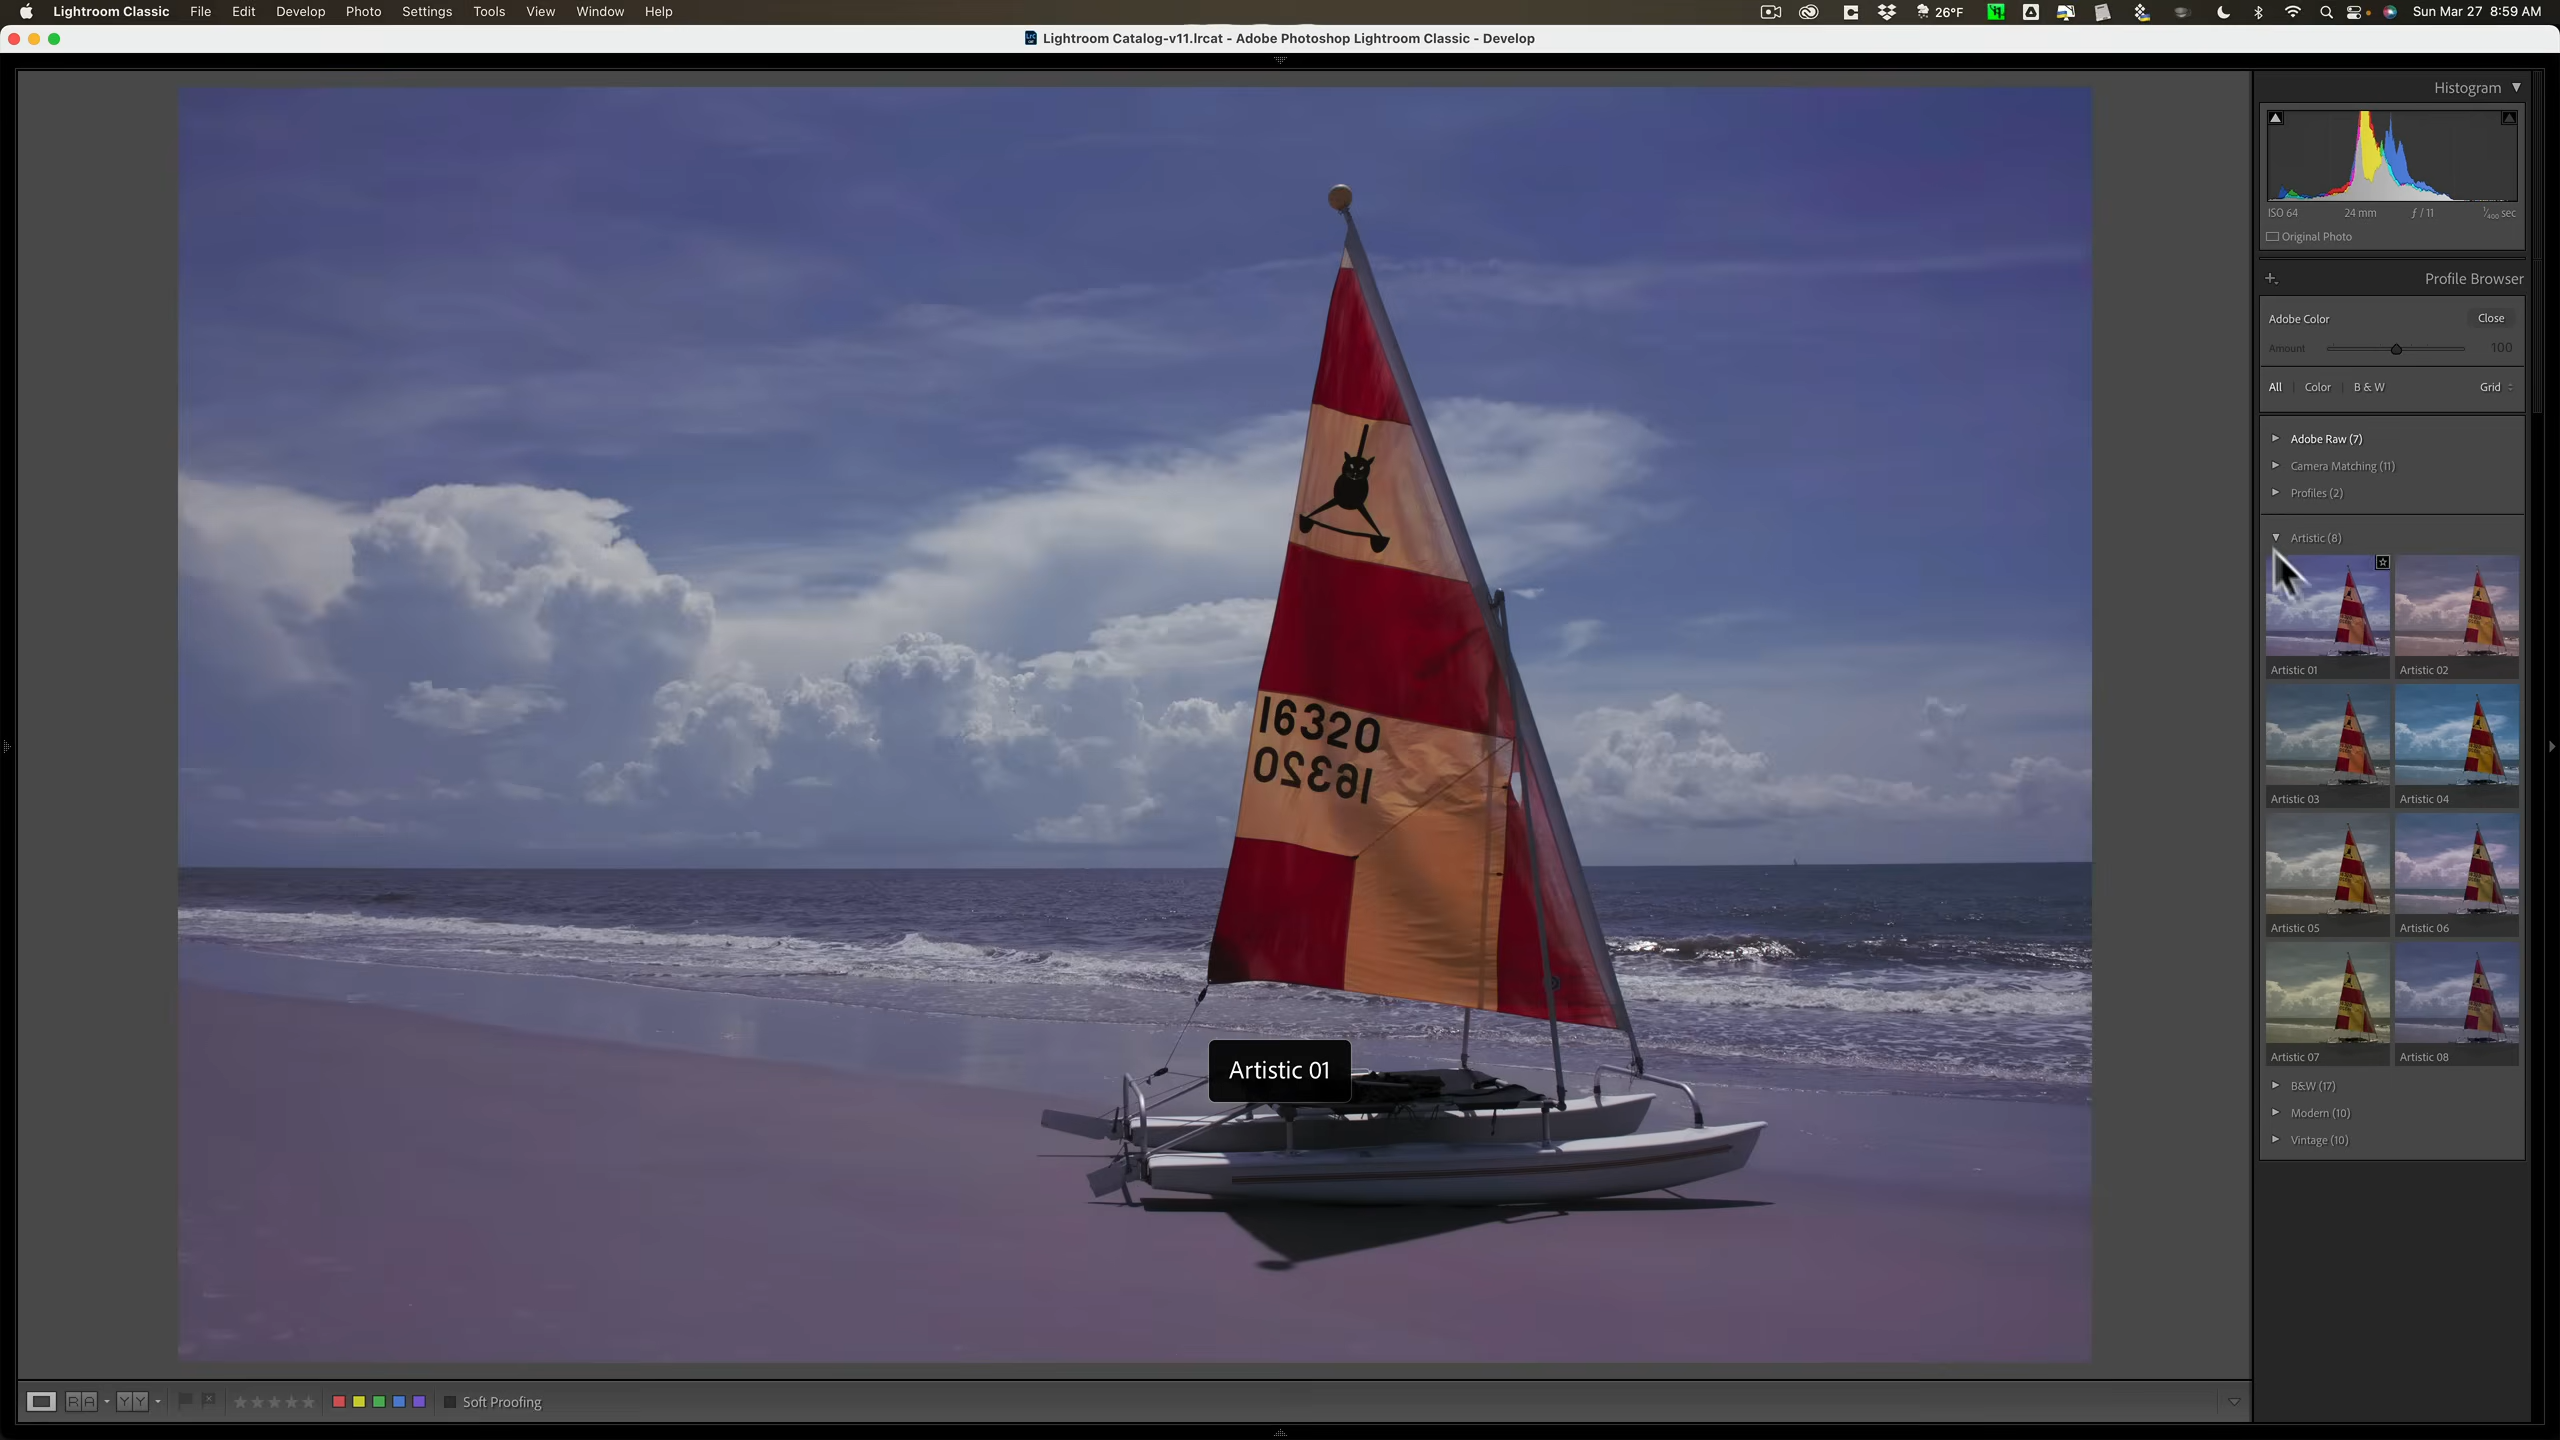 Lightroom Classic File Edit Develop Photo Settings Tools View Window Help 26°F Sun Mar 27 8:59 AM
Lightroom Catalog-v11.lrcat - Adobe Photoshop Lightroom Classic - Develop
Histogram
ISO 64 24 mm ƒ / 11 1/400 sec
Original Photo
Profile Browser
Adobe Color Close
Amount 100
All Color B & W Grid
Adobe Raw (7)
Camera Matching (11)
Profiles (2)
Artistic (8)
Artistic 01 Artistic 02
Artistic 03 Artistic 04
Artistic 05 Artistic 06
Artistic 07 Artistic 08
B&W (17)
Modern (10)
Vintage (10)
16320
16320
Artistic 01
R A Y Y Soft Proofing